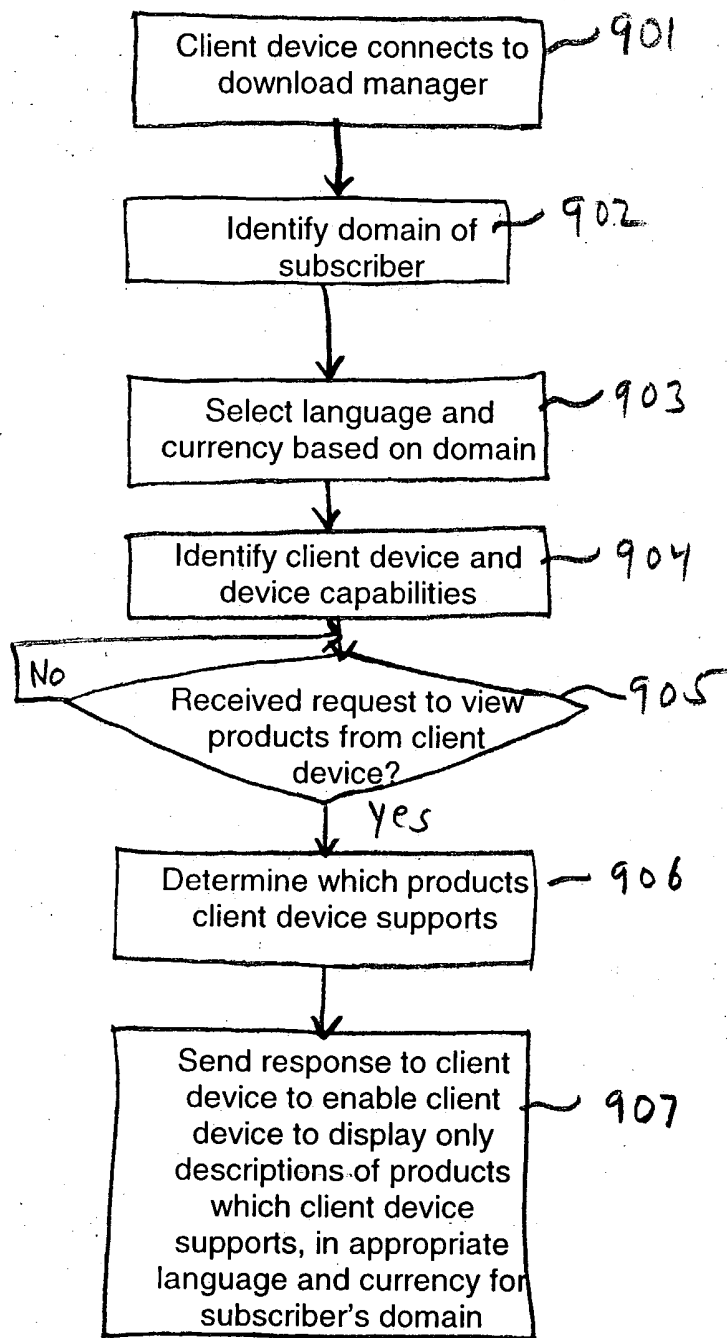 Client device connects to
download manager
901
Identify domain of
subscriber
902
Select language and
currency based on domain
903
Identify client device and
device capabilities
904
No
Received request to view
products from client
device?
905
Yes
Determine which products
client device supports
906
Send response to client
device to enable client
device to display only
descriptions of products
which client device
supports, in appropriate
language and currency for
subscriber's domain
907